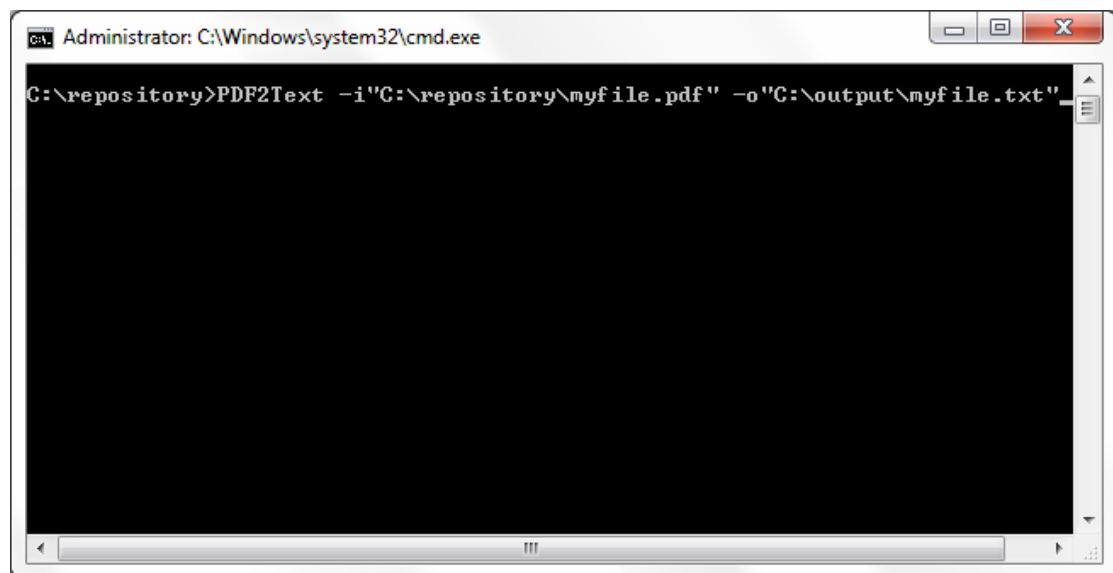 Administrator: C:\Windows\system32\cmd.exe
C:\repository>PDF2Text -i"C:\repository\myfile.pdf" -o"C:\output\myfile.txt"_